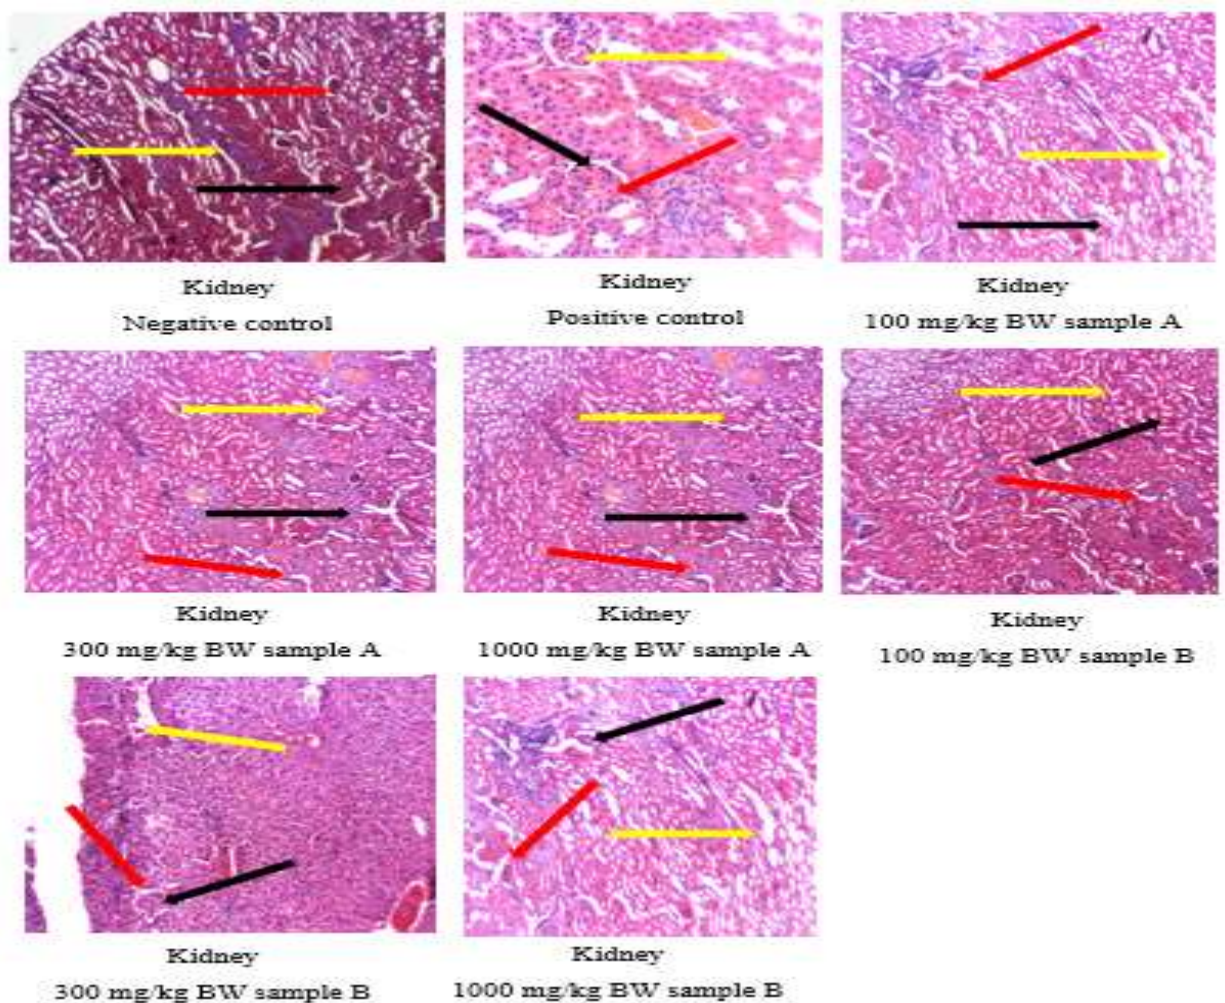 Kidney
Negative control
Kidney
Positive control
Kidney
100 mg/kg BW sample A
Kidney
300 mg/kg BW sample A
Kidney
1000 mg/kg BW sample A
Kidney
100 mg/kg BW sample B
Kidney
300 mg/kg BW sample B
Kidney
1000 mg/kg BW sample B